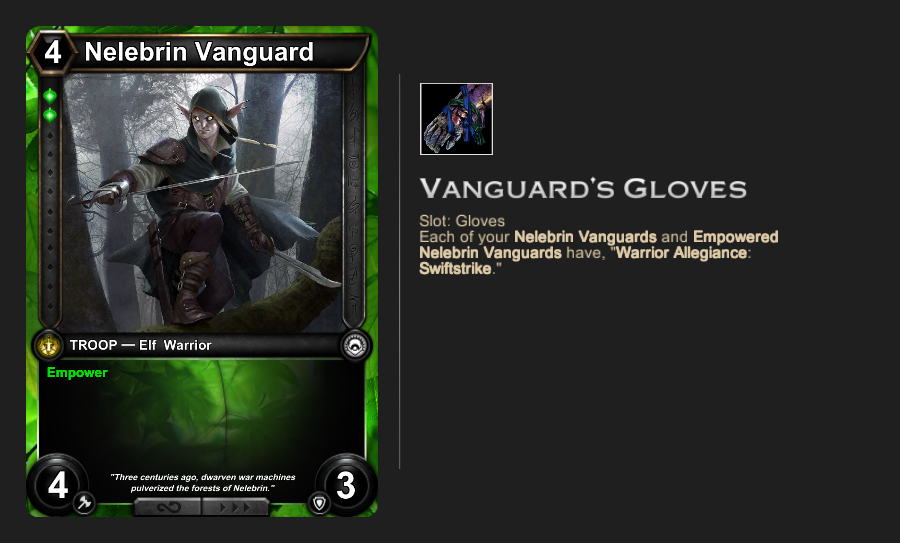 4 Nelebrin Vanguard
TROOP — Elf Warrior
Empower
"Three centuries ago, dwarven war machines
pulverized the forests of Nelebrin."
4
3
VANGUARD'S GLOVES
Slot: Gloves
Each of your Nelebrin Vanguards and Empowered
Nelebrin Vanguards have, "Warrior Allegiance:
Swiftstrike."